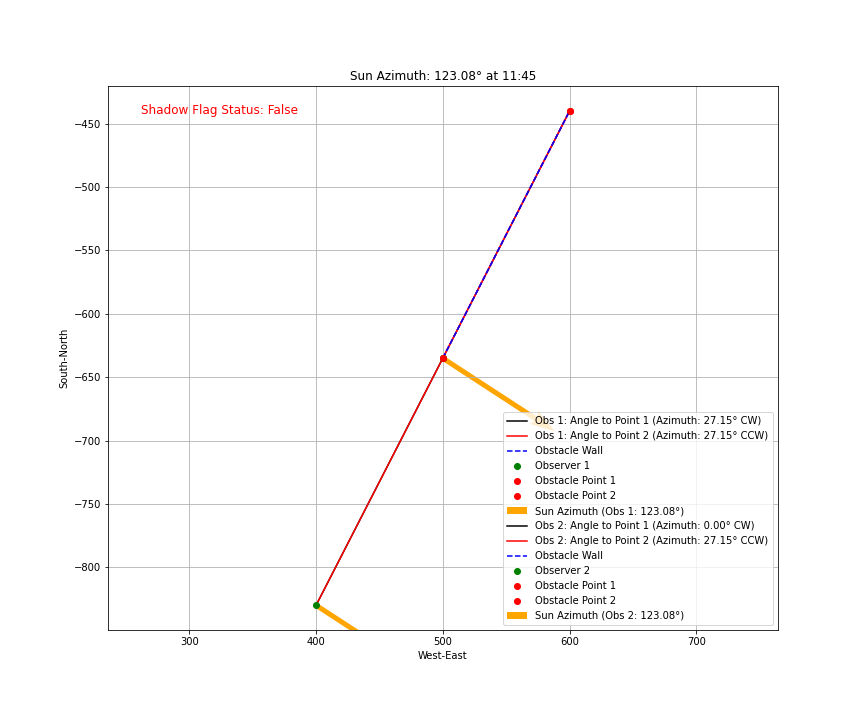 Sun Azimuth: 123.08° at 11:45
Shadow Flag Status: False
−450
−500
−550
−600
−650
−700
−750
−800
South-North
Obs 1: Angle to Point 1 (Azimuth: 27.15° CW)
Obs 1: Angle to Point 2 (Azimuth: 27.15° CCW)
Obstacle Wall
Observer 1
Obstacle Point 1
Obstacle Point 2
Sun Azimuth (Obs 1: 123.08°)
Obs 2: Angle to Point 1 (Azimuth: 0.00° CW)
Obs 2: Angle to Point 2 (Azimuth: 27.15° CCW)
Obstacle Wall
Observer 2
Obstacle Point 1
Obstacle Point 2
Sun Azimuth (Obs 2: 123.08°)
300 400 500 600 700
West-East